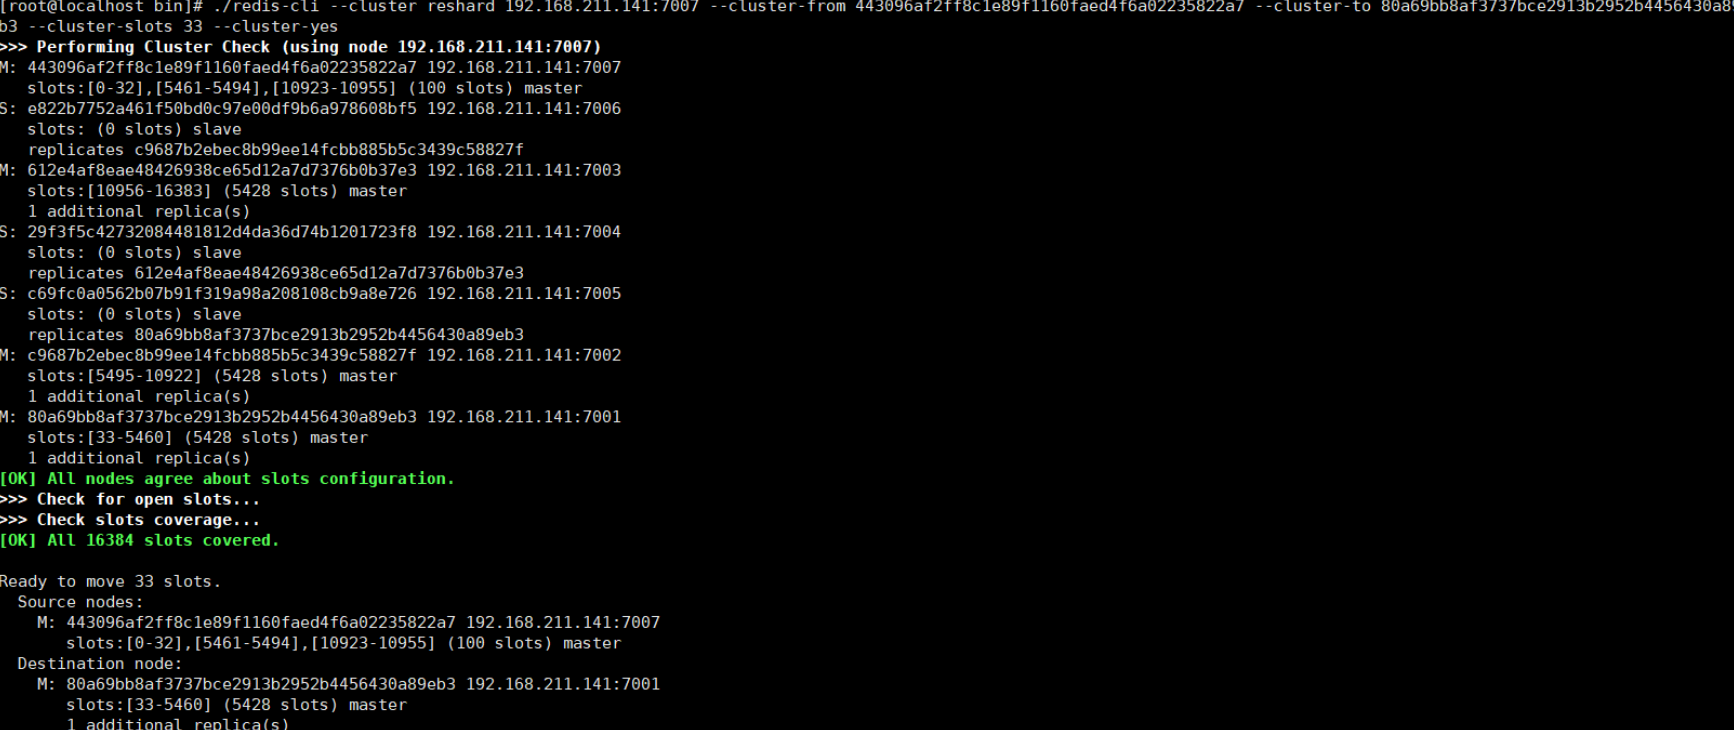 [root@localhost bin]# ./redis-cli --cluster reshard 192.168.211.141:7007 --cluster-from 443096af2ff8c1e89f1160faed4f6a02235822a7 --cluster-to 80a69bb8af3737bce2913b2952b4456430a89e
b3 --cluster-slots 33 --cluster-yes
>>> Performing Cluster Check (using node 192.168.211.141:7007)
M: 443096af2ff8c1e89f1160faed4f6a02235822a7 192.168.211.141:7007
slots:[0-32],[5461-5494],[10923-10955] (100 slots) master
S: e822b7752a461f50bd0c97e00df9b6a978608bf5 192.168.211.141:7006
slots: (0 slots) slave
replicates c9687b2ebec8b99ee14fcbb885b5c3439c58827f
M: 612e4af8eae48426938ce65d12a7d7376b0b37e3 192.168.211.141:7003
slots:[10956-16383] (5428 slots) master
1 additional replica(s)
S: 29f3f5c42732084481812d4da36d74b1201723f8 192.168.211.141:7004
slots: (0 slots) slave
replicates 612e4af8eae48426938ce65d12a7d7376b0b37e3
S: c69fc0a0562b07b91f319a98a208108cb9a8e726 192.168.211.141:7005
slots: (0 slots) slave
replicates 80a69bb8af3737bce2913b2952b4456430a89eb3
M: c9687b2ebec8b99ee14fcbb885b5c3439c58827f 192.168.211.141:7002
slots:[5495-10922] (5428 slots) master
1 additional replica(s)
M: 80a69bb8af3737bce2913b2952b4456430a89eb3 192.168.211.141:7001
slots:[33-5460] (5428 slots) master
1 additional replica(s)
[OK] All nodes agree about slots configuration.
>>> Check for open slots...
>>> Check slots coverage...
[OK] All 16384 slots covered.
Ready to move 33 slots.
Source nodes:
M: 443096af2ff8c1e89f1160faed4f6a02235822a7 192.168.211.141:7007
slots:[0-32],[5461-5494],[10923-10955] (100 slots) master
Destination node:
M: 80a69bb8af3737bce2913b2952b4456430a89eb3 192.168.211.141:7001
slots:[33-5460] (5428 slots) master
1 additional replica(s)